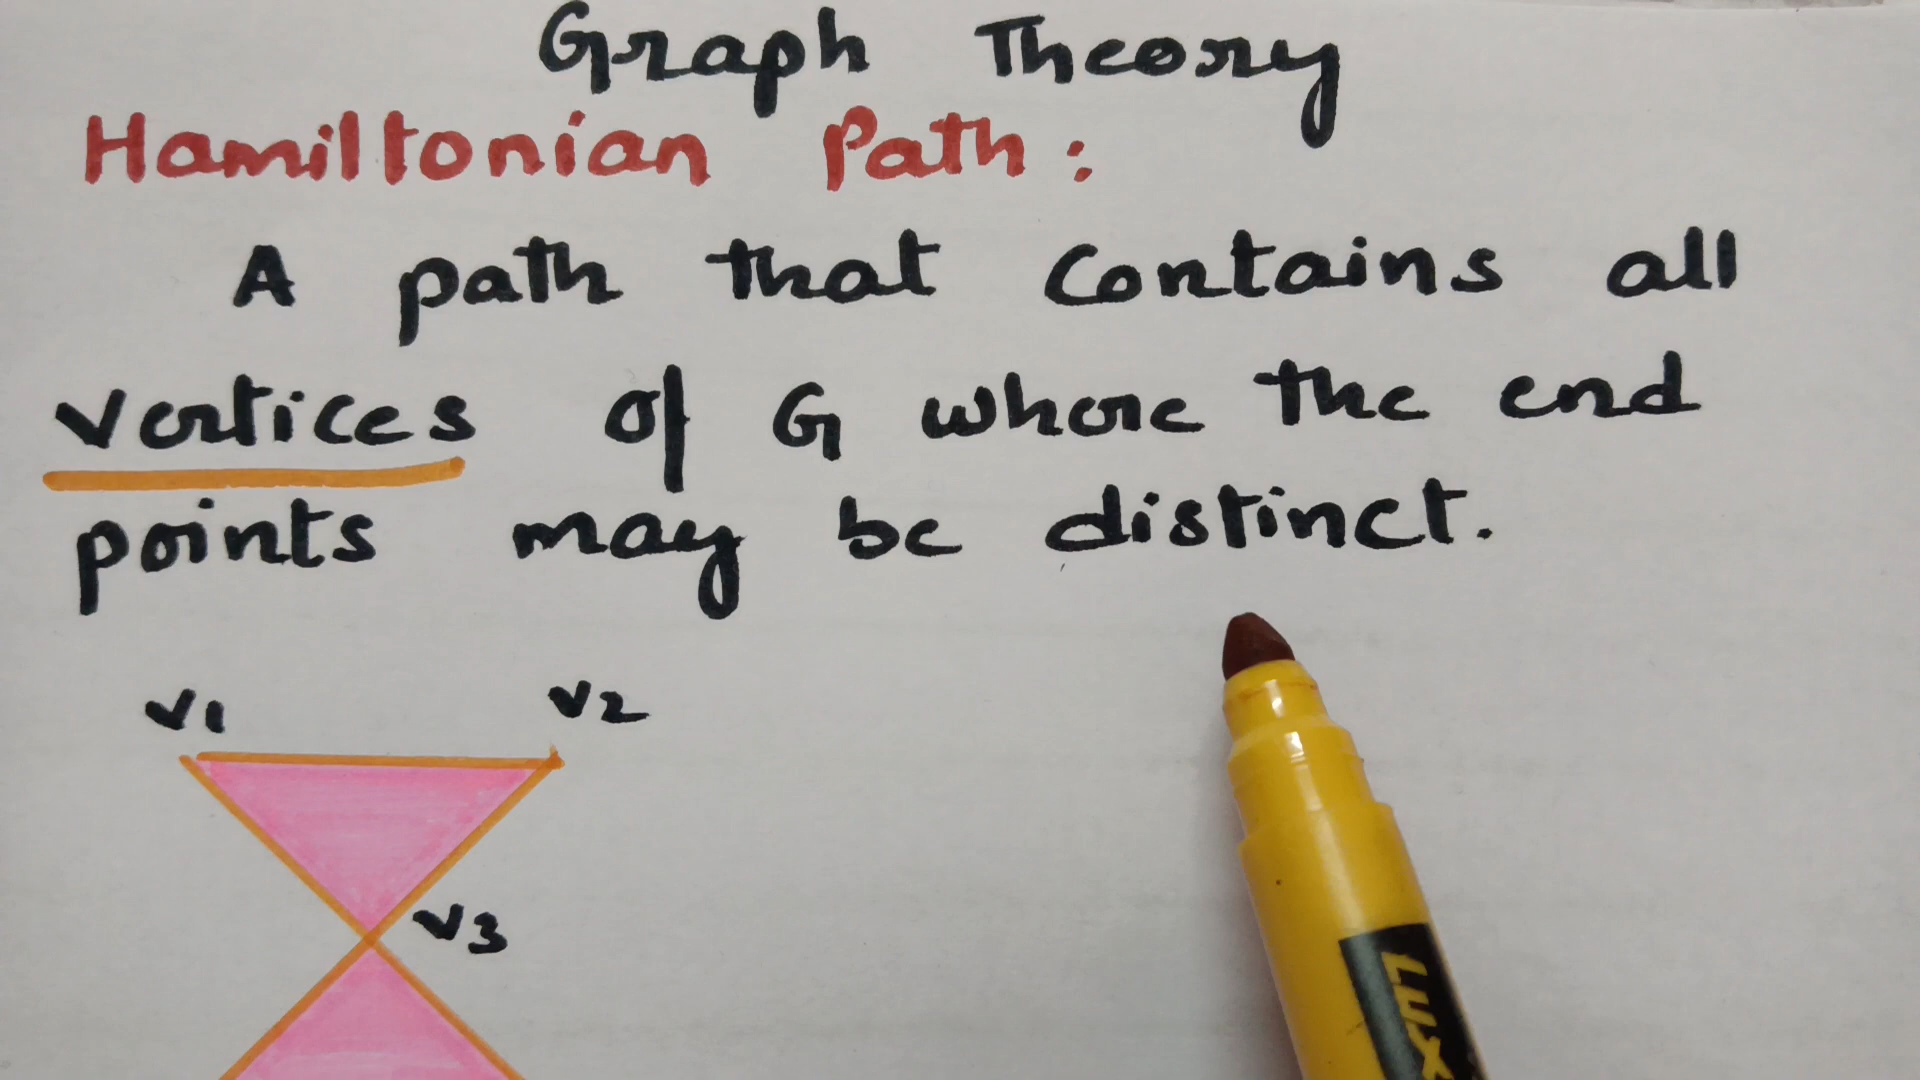 Graph Theory
Hamiltonian Path:
A path that contains all
vertices of G where the end
points may be distinct.
v1 v2
v3